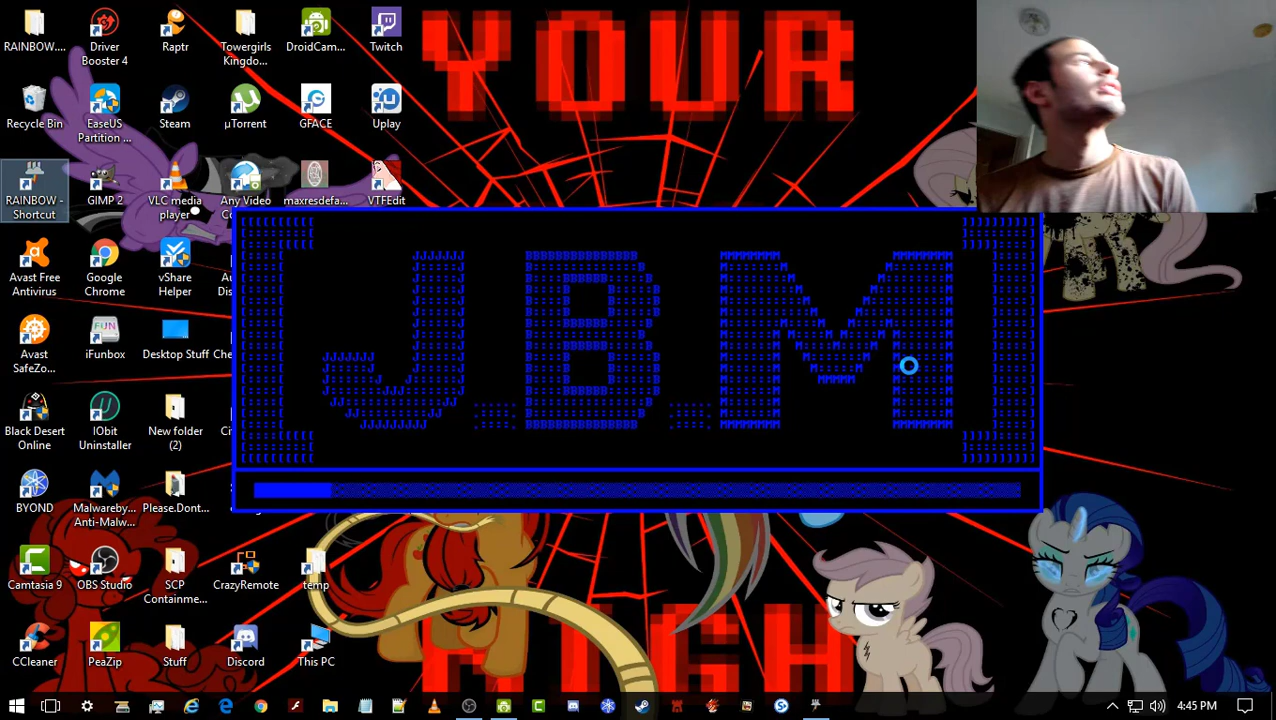 YOUR
RAINBOW....
Driver
Booster 4
Raptr
Towergirls
Kingdo...
DroidCam...
Twitch
Recycle Bin
EaseUS
Partition ...
Steam
µTorrent
GFACE
Uplay
RAINBOW -
Shortcut
GIMP 2
VLC media
player
Any Video
maxresdefa...
VTFEdit
J.B.M.
Avast Free
Antivirus
Google
Chrome
vShare
Helper
Avast
SafeZo...
iFunbox
Desktop Stuff
Black Desert
Online
IObit
Uninstaller
New folder
(2)
BYOND
Malwareby...
Anti-Malw...
Please.Dont...
Camtasia 9
OBS Studio
SCP
Containme...
CrazyRemote
temp
CCleaner
PeaZip
Stuff
Discord
This PC
4:45 PM